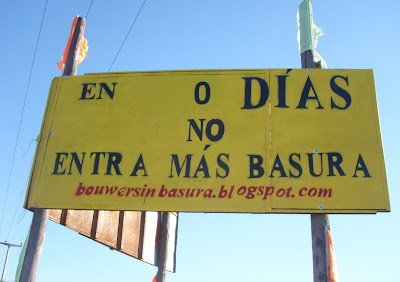 EN 0 DÍAS
NO
ENTRA MÁS BASURA
bouwersinbasura.blogspot.com